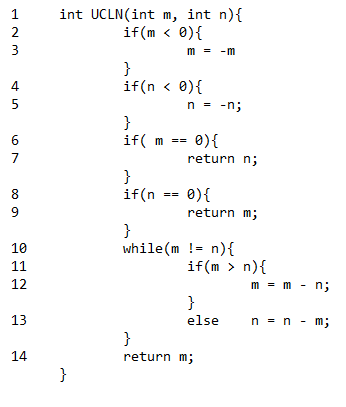 1 int UCLN(int m, int n){
2 if(m < 0){
3 m = -m
}
4 if(n < 0){
5 n = -n;
}
6 if( m == 0){
7 return n;
}
8 if(n == 0){
9 return m;
}
10 while(m != n){
11 if(m > n){
12 m = m - n;
}
13 else n = n - m;
}
14 return m;
}